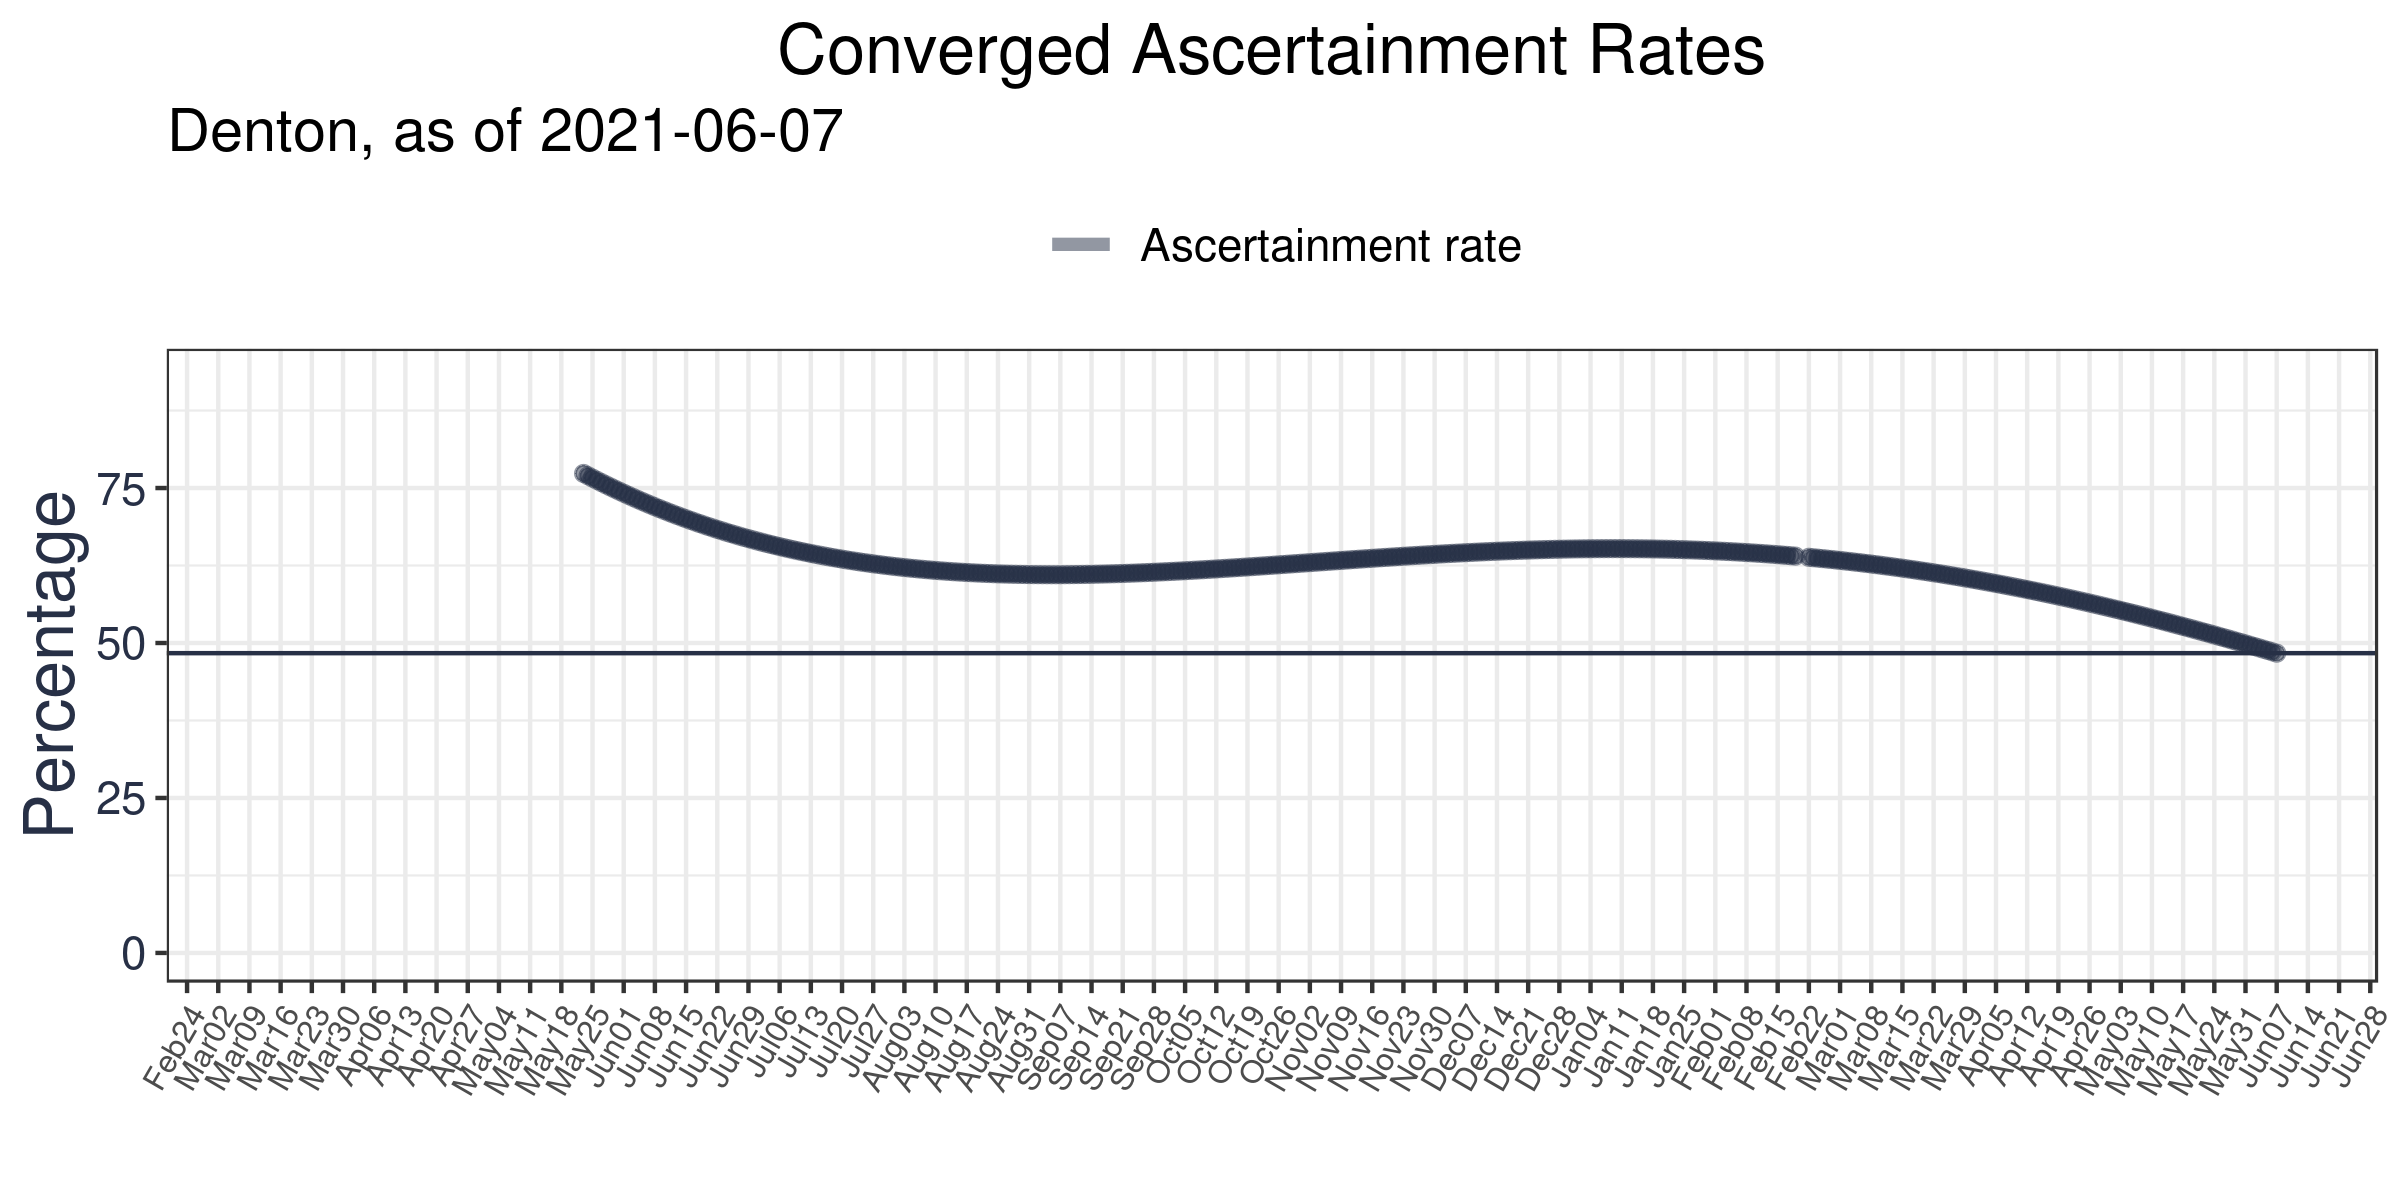 Converged Ascertainment Rates
Denton, as of 2021-06-07
Ascertainment rate
Percentage
75
50
25
0
Feb24 Mar02 Mar09 Mar16 Mar23 Mar30 Apr06 Apr13 Apr20 Apr27 May04 May11 May18 May25 Jun01 Jun08 Jun15 Jun22 Jun29 Jul06 Jul13 Jul20 Jul27 Aug03 Aug10 Aug17 Aug24 Aug31 Sep07 Sep14 Sep21 Sep28 Oct05 Oct12 Oct19 Oct26 Nov02 Nov09 Nov16 Nov23 Nov30 Dec07 Dec14 Dec21 Dec28 Jan04 Jan11 Jan18 Jan25 Feb01 Feb08 Feb15 Feb22 Mar01 Mar08 Mar15 Mar22 Mar29 Apr05 Apr12 Apr19 Apr26 May03 May10 May17 May24 May31 Jun07 Jun14 Jun21 Jun28